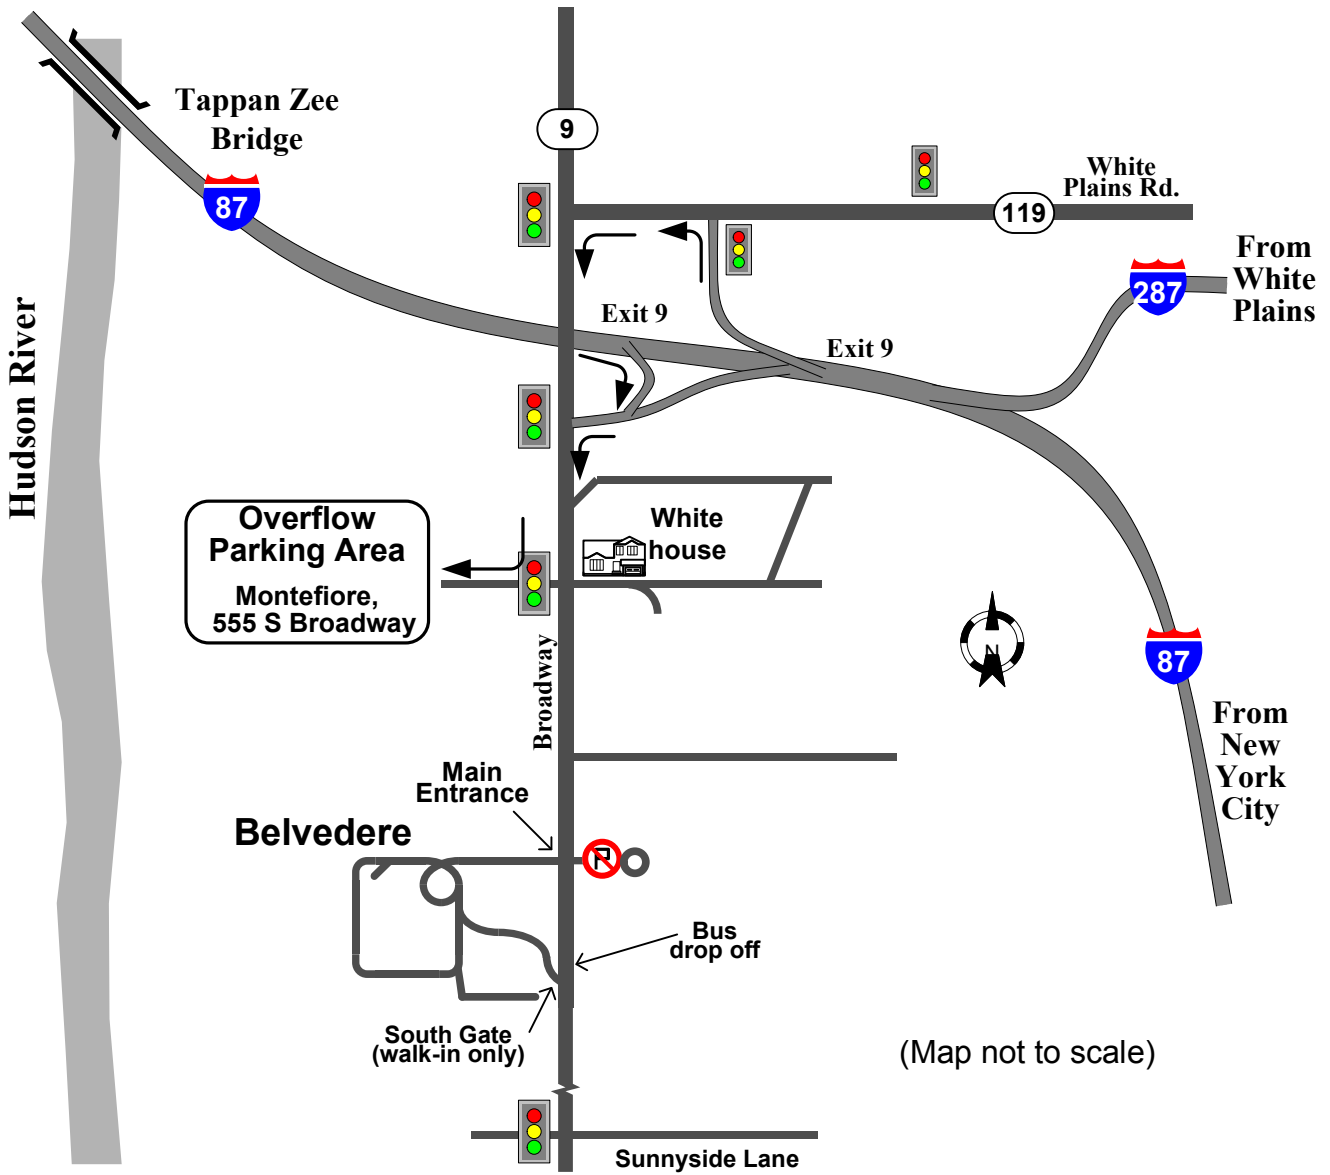 Tappan Zee
Bridge
9
White
Plains Rd.
87
119
From
White
Plains
287
Hudson River
Exit 9
Exit 9
Overflow
Parking Area
Montefiore,
555 S Broadway
White
house
N
Broadway
87
From
New
York
City
Main
Entrance
Belvedere
P
Bus
drop off
South Gate
(walk-in only)
(Map not to scale)
Sunnyside Lane